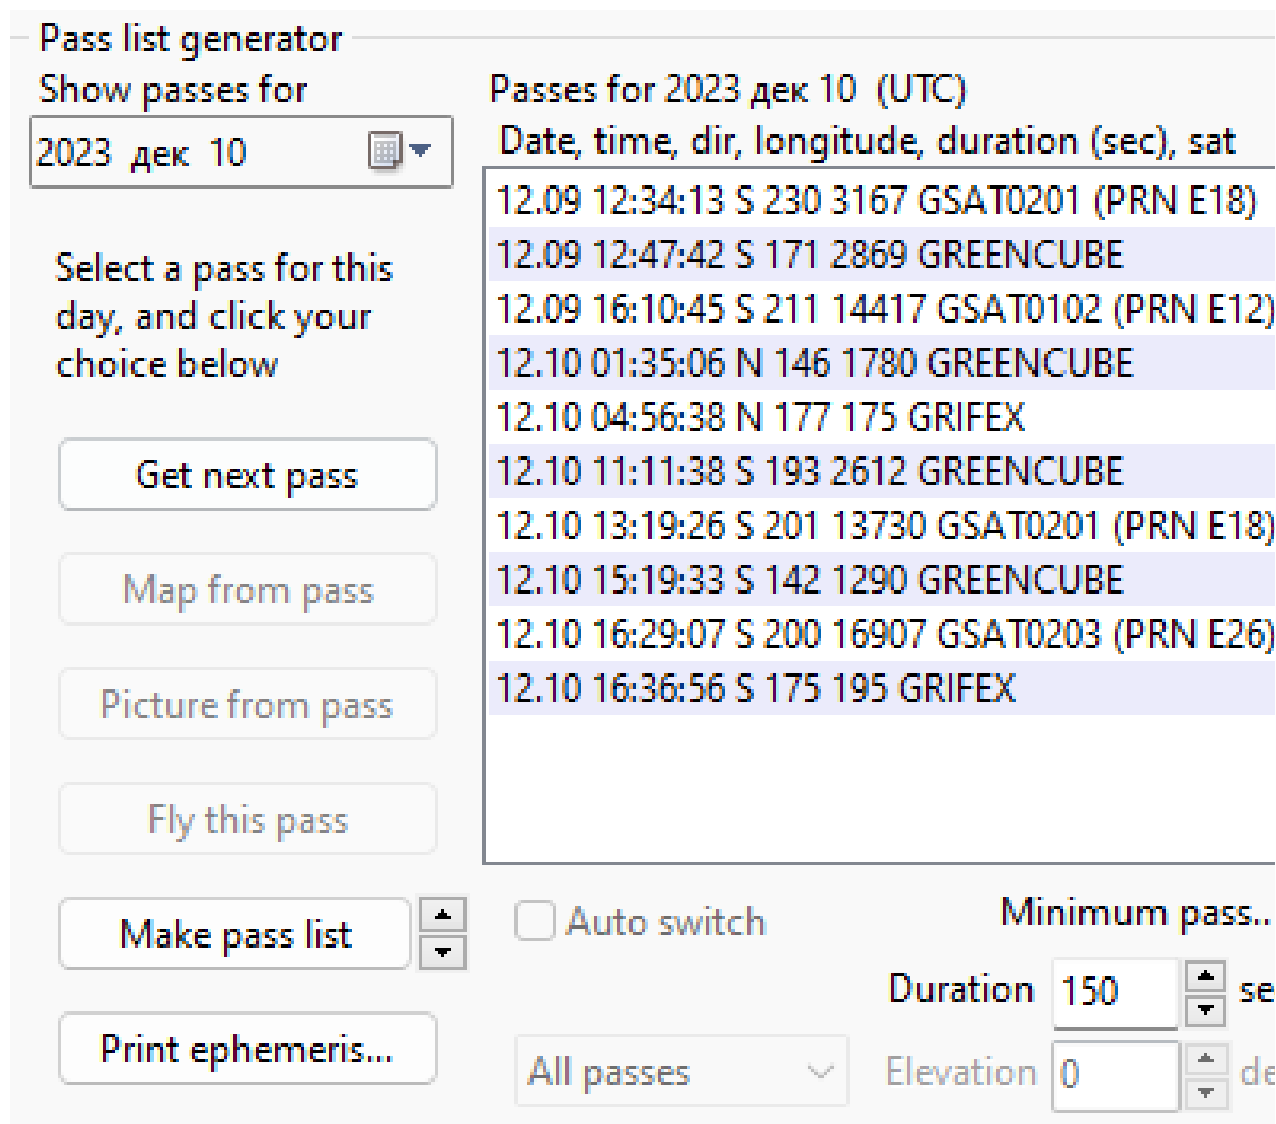 Pass list generator
Show passes for
2023 дек 10
Select a pass for this
day, and click your
choice below
Get next pass
Map from pass
Picture from pass
Fly this pass
Make pass list
Print ephemeris...
Passes for 2023 дек 10 (UTC)
Date, time, dir, longitude, duration (sec), sat
12.09 12:34:13 S 230 3167 GSAT0201 (PRN E18)
12.09 12:47:42 S 171 2869 GREENCUBE
12.09 16:10:45 S 211 14417 GSAT0102 (PRN E12)
12.10 01:35:06 N 146 1780 GREENCUBE
12.10 04:56:38 N 177 175 GRIFEX
12.10 11:11:38 S 193 2612 GREENCUBE
12.10 13:19:26 S 201 13730 GSAT0201 (PRN E18)
12.10 15:19:33 S 142 1290 GREENCUBE
12.10 16:29:07 S 200 16907 GSAT0203 (PRN E26)
12.10 16:36:56 S 175 195 GRIFEX
Auto switch
Minimum pass..
Duration 150 se
All passes
Elevation 0 de